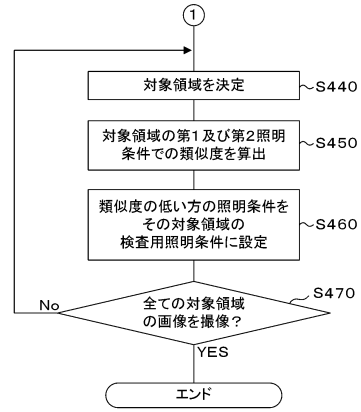 1
対象領域を決定
S440
対象領域の第1及び第2照明
条件での類似度を算出
S450
類似度の低い方の照明条件を
その対象領域の
検査用照明条件に設定
S460
全ての対象領域
の画像を撮像?
S470
No
YES
エンド